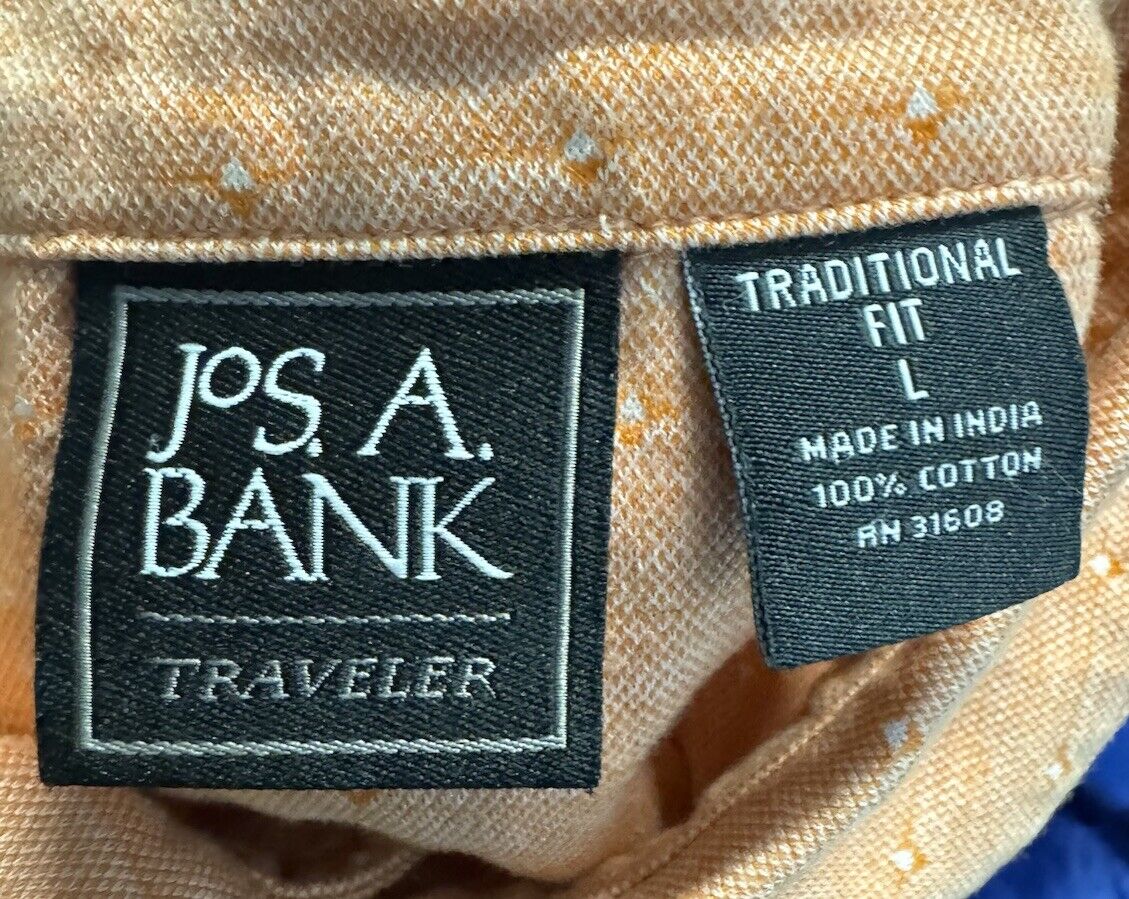 JOS. A.
BANK
TRAVELER
TRADITIONAL
FIT
L
MADE IN INDIA
100% COTTON
RN 31608